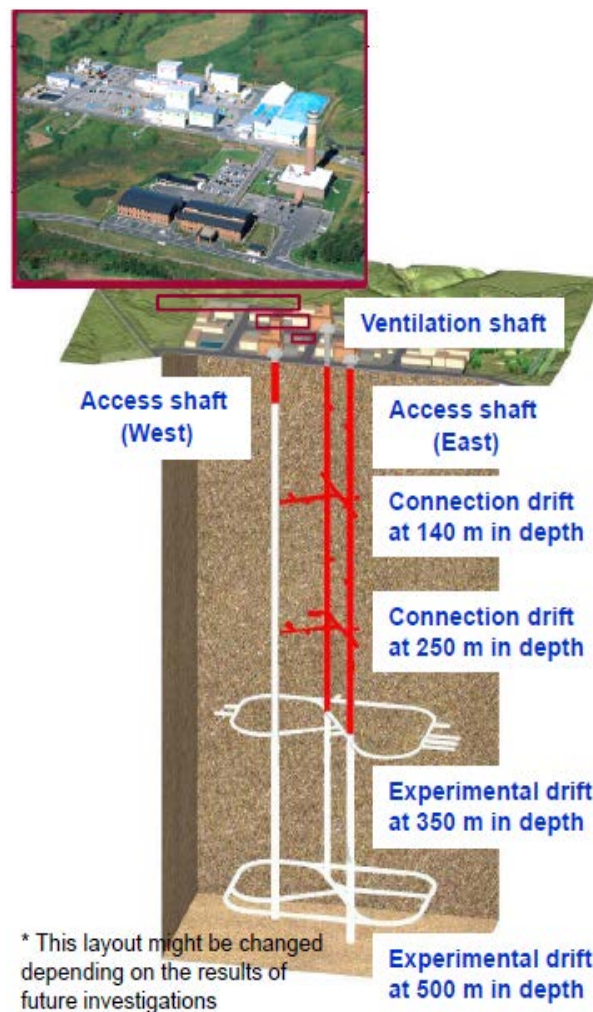 Ventilation shaft
Access shaft
(West)
Access shaft
(East)
Connection drift
at 140 m in depth
Connection drift
at 250 m in depth
Experimental drift
at 350 m in depth
* This layout might be changed
depending on the results of
future investigations
Experimental drift
at 500 m in depth